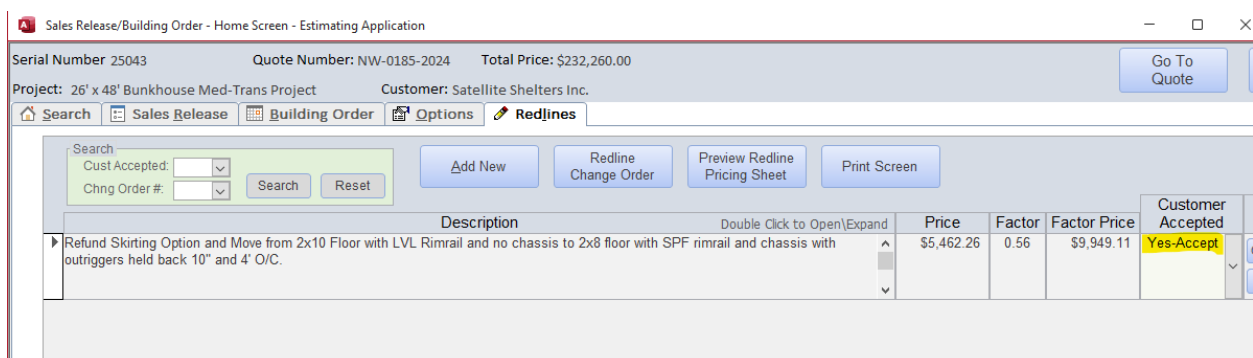 Sales Release/Building Order - Home Screen - Estimating Application
Serial Number 25043 Quote Number: NW-0185-2024 Total Price: $232,260.00
Go To
Quote
Project: 26' x 48' Bunkhouse Med-Trans Project Customer: Satellite Shelters Inc.
Search Sales Release Building Order Options Redlines
Search
Cust Accepted:
Chng Order #:
Search Reset
Add New
Redline
Change Order
Preview Redline
Pricing Sheet
Print Screen
Description Double Click to Open\Expand Price Factor Factor Price Customer
Accepted
Refund Skirting Option and Move from 2x10 Floor with LVL Rimrail and no chassis to 2x8 floor with SPF rimrail and chassis with
outriggers held back 10" and 4' O/C.
$5,462.26 0.56 $9,949.11 Yes-Accept